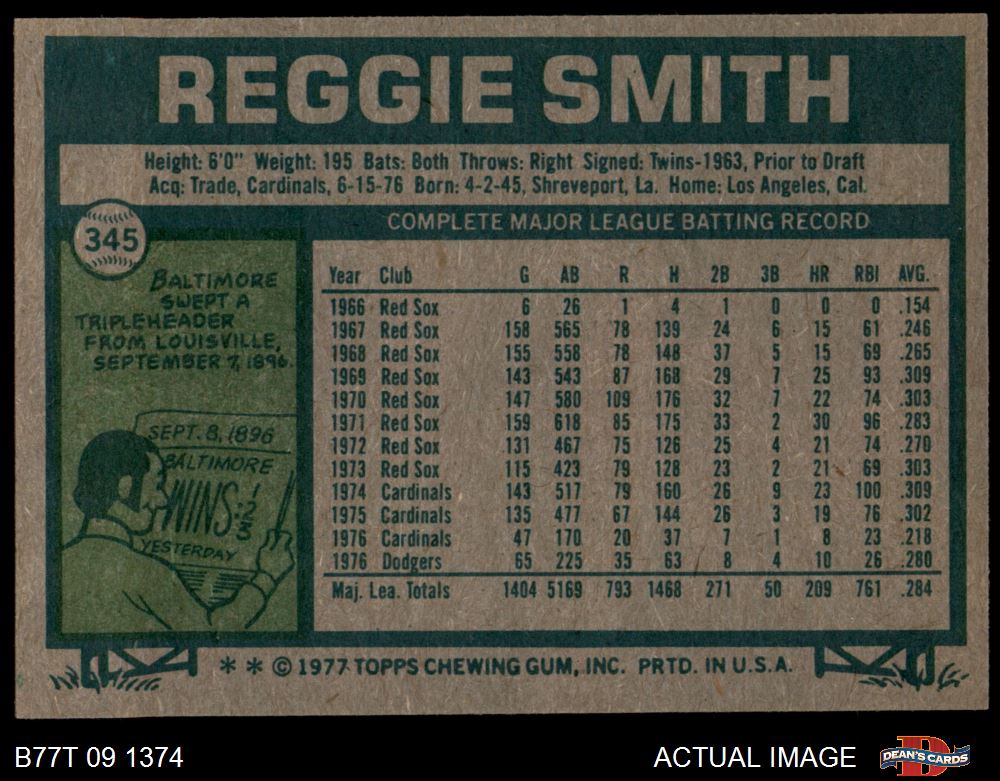 REGGIE SMITH
Height: 6'0" Weight: 195 Bats: Both Throws: Right Signed: Twins-1963, Prior to Draft
Acq: Trade, Cardinals, 6-15-76 Born: 4-2-45, Shreveport, La. Home: Los Angeles, Cal.
345
BALTIMORE
SWEPT A
TRIPLEHEADER
FROM LOUISVILLE,
SEPTEMBER 7, 1896.
SEPT. 8, 1896
BALTIMORE
WINS 1
2
3
YESTERDAY
COMPLETE MAJOR LEAGUE BATTING RECORD
Year Club G AB R H 2B 3B HR RBI AVG.
1966 Red Sox 6 26 1 4 1 0 0 0 .154
1967 Red Sox 158 565 78 139 24 6 15 61 .246
1968 Red Sox 155 558 78 148 37 5 15 69 .265
1969 Red Sox 143 543 87 168 29 7 25 93 .309
1970 Red Sox 147 580 109 176 32 7 22 74 .303
1971 Red Sox 159 618 85 175 33 2 30 96 .283
1972 Red Sox 131 467 75 126 25 4 21 74 .270
1973 Red Sox 115 423 79 128 23 2 21 69 .303
1974 Cardinals 143 517 79 160 26 9 23 100 .309
1975 Cardinals 135 477 67 144 26 3 19 76 .302
1976 Cardinals 47 170 20 37 7 1 8 23 .218
1976 Dodgers 65 225 35 63 8 4 10 26 .280
Maj. Lea. Totals 1404 5169 793 1468 271 50 209 761 .284
* * © 1977 TOPPS CHEWING GUM, INC. PRTD. IN U.S.A.
B77T 09 1374
ACTUAL IMAGE
D
DEAN'S CARDS